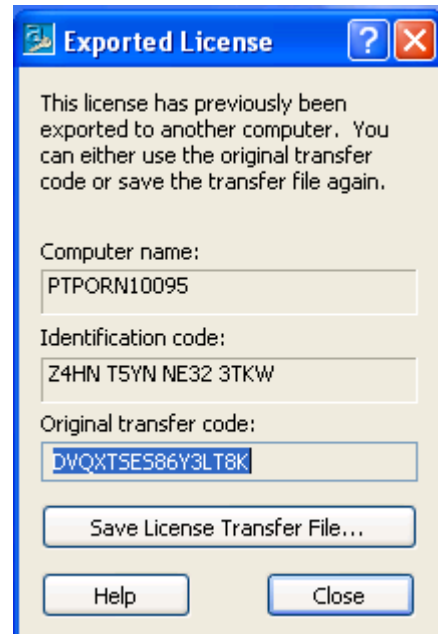 Exported License
This license has previously been
exported to another computer. You
can either use the original transfer
code or save the transfer file again.
Computer name:
PTPORN10095
Identification code:
Z4HN T5YN NE32 3TKW
Original transfer code:
DVQXTSES86Y3LT8K
Save License Transfer File...
Help
Close